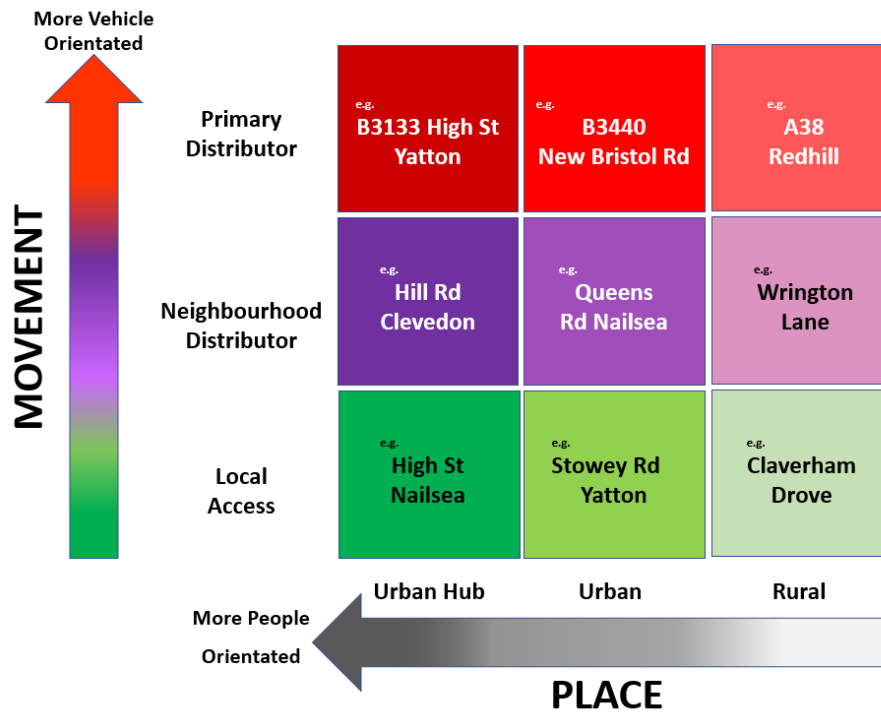 More Vehicle
Orientated
MOVEMENT
Primary
Distributor
e.g.
B3133 High St
Yatton
e.g.
B3440
New Bristol Rd
e.g.
A38
Redhill
Neighbourhood
Distributor
e.g.
Hill Rd
Clevedon
e.g.
Queens
Rd Nailsea
e.g.
Wrington
Lane
Local
Access
e.g.
High St
Nailsea
e.g.
Stowey Rd
Yatton
e.g.
Claverham
Drove
Urban Hub
Urban
Rural
More People
Orientated
PLACE